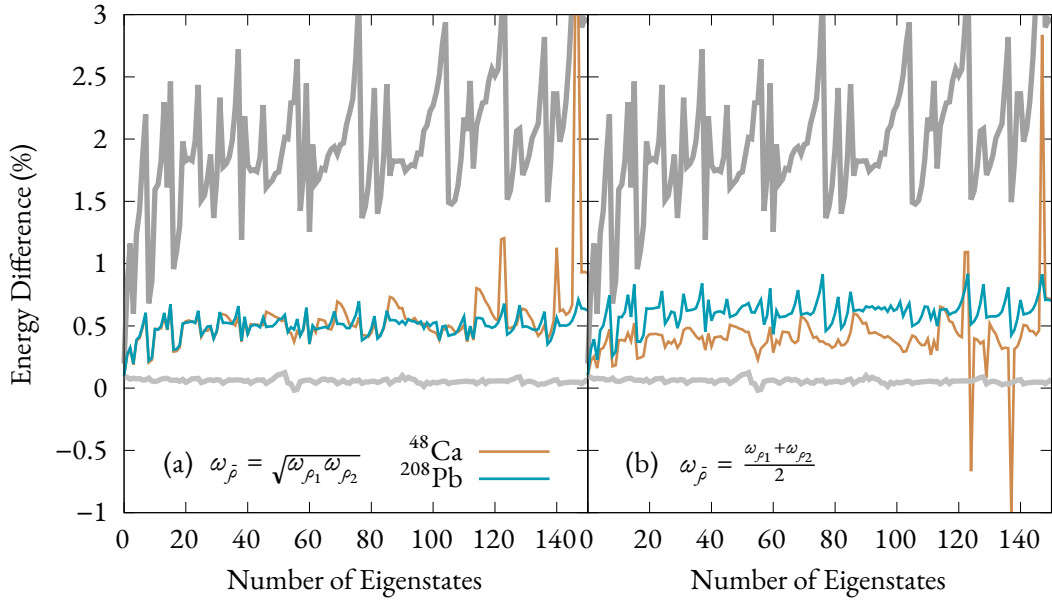 3
2.5
2
1.5
1
0.5
0
−0.5
−1
Energy Difference (%)
(a) ω_ρ̄ = √(ω_ρ₁ ω_ρ₂)
⁴⁸Ca
²⁰⁸Pb
(b) ω_ρ̄ = (ω_ρ₁ + ω_ρ₂)/2
0 20 40 60 80 100 120 140
0 20 40 60 80 100 120 140
Number of Eigenstates
Number of Eigenstates